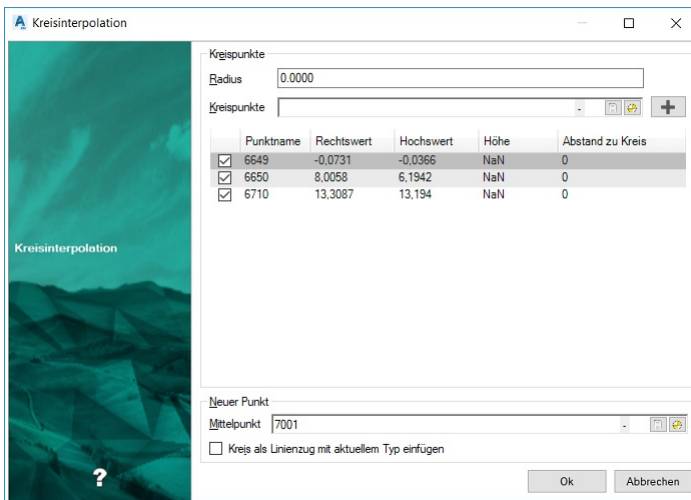 Kreisinterpolation
Kreispunkte
Radius 0.0000
Kreispunkte -
Punktname Rechtswert Hochswert Höhe Abstand zu Kreis
6649 -0,0731 -0,0366 NaN 0
6650 8,0058 6,1942 NaN 0
6710 13,3087 13,194 NaN 0
Kreisinterpolation
Neuer Punkt
Mittelpunkt 7001 -
Kreis als Linienzug mit aktuellem Typ einfügen
?
Ok Abbrechen